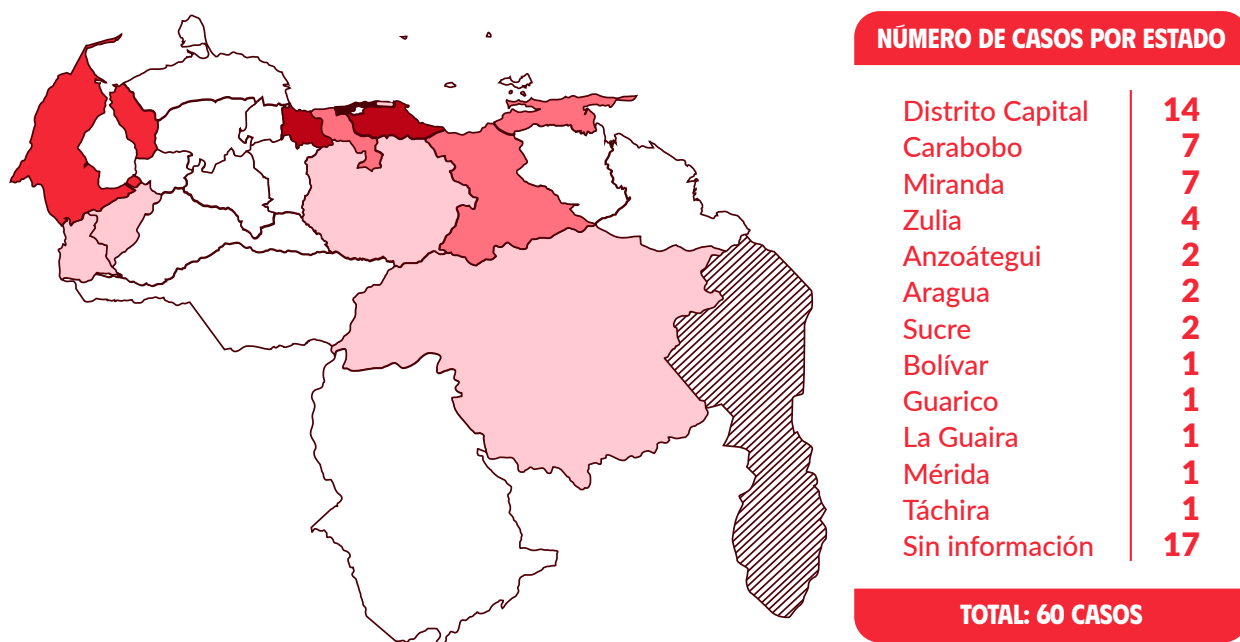 NÚMERO DE CASOS POR ESTADO
Distrito Capital 14
Carabobo 7
Miranda 7
Zulia 4
Anzoátegui 2
Aragua 2
Sucre 2
Bolívar 1
Guarico 1
La Guaira 1
Mérida 1
Táchira 1
Sin información 17
TOTAL: 60 CASOS